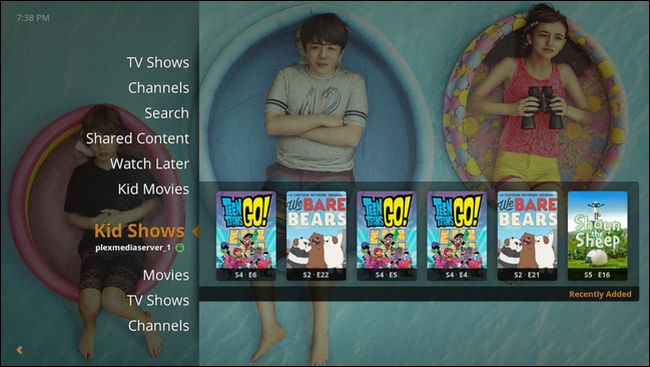 7:38 PM
TV Shows
Channels
Search
Shared Content
Watch Later
Kid Movies
Kid Shows
plexmediaserver_1
Movies
TV Shows
Channels
TEEN
TITANS
GO!
S4 · E6
A CARTOON NETWORK ORIGINAL
We BARE
BEARS
S2 · E22
TEEN
TITANS
GO!
S4 · E5
TEEN
TITANS
GO!
S4 · E4
A CARTOON NETWORK ORIGINAL
We BARE
BEARS
S2 · E21
Shaun
the
Sheep
S5 · E16
Recently Added